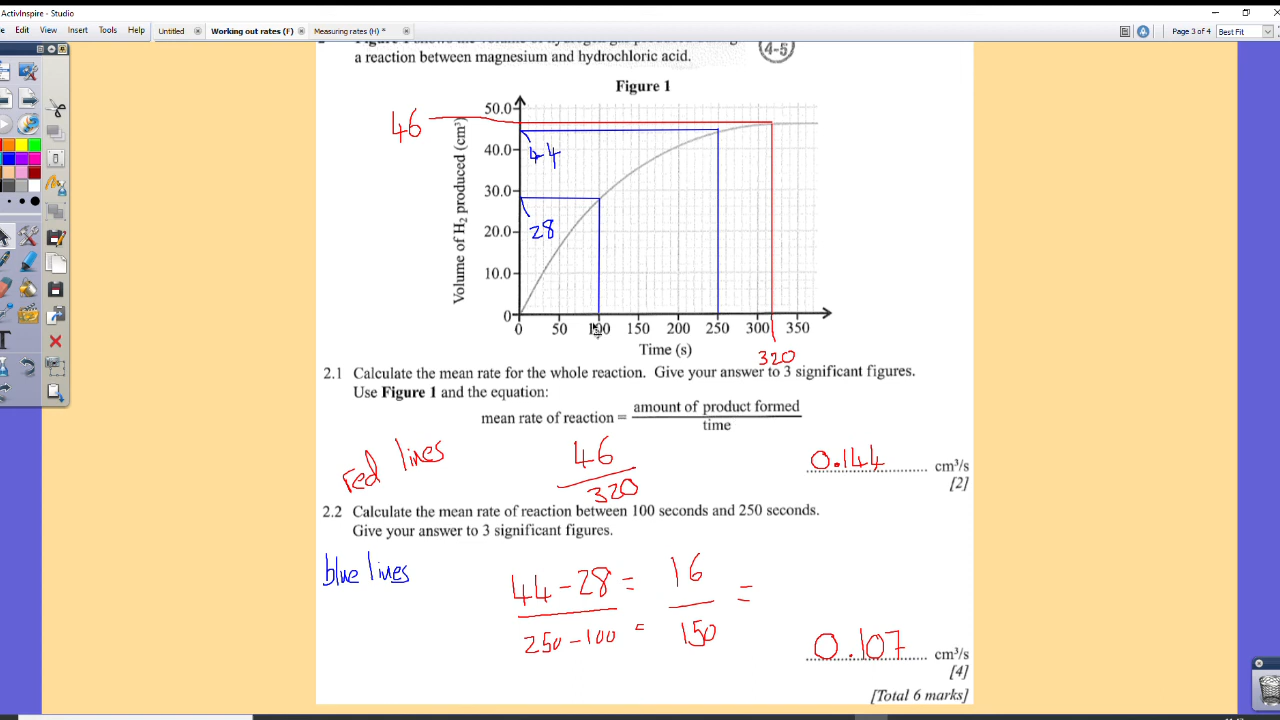 ActivInspire - Studio
Edit View Insert Tools Help Untitled Working out rates (F) Measuring rates (H) * Page 3 of 4 Best Fit
(4-5)
a reaction between magnesium and hydrochloric acid.
Figure 1
Volume of H₂ produced (cm³)
50.0
40.0
30.0
20.0
10.0
0
46
44
28
0 50 100 150 200 250 300 350
Time (s)
320
2.1 Calculate the mean rate for the whole reaction. Give your answer to 3 significant figures.
Use Figure 1 and the equation:
mean rate of reaction = amount of product formed
time
red lines
46
320
0.144 cm³/s
[2]
2.2 Calculate the mean rate of reaction between 100 seconds and 250 seconds.
Give your answer to 3 significant figures.
blue lines
44 - 28 = 16 =
250 - 100 = 150
0.107 cm³/s
[4]
[Total 6 marks]